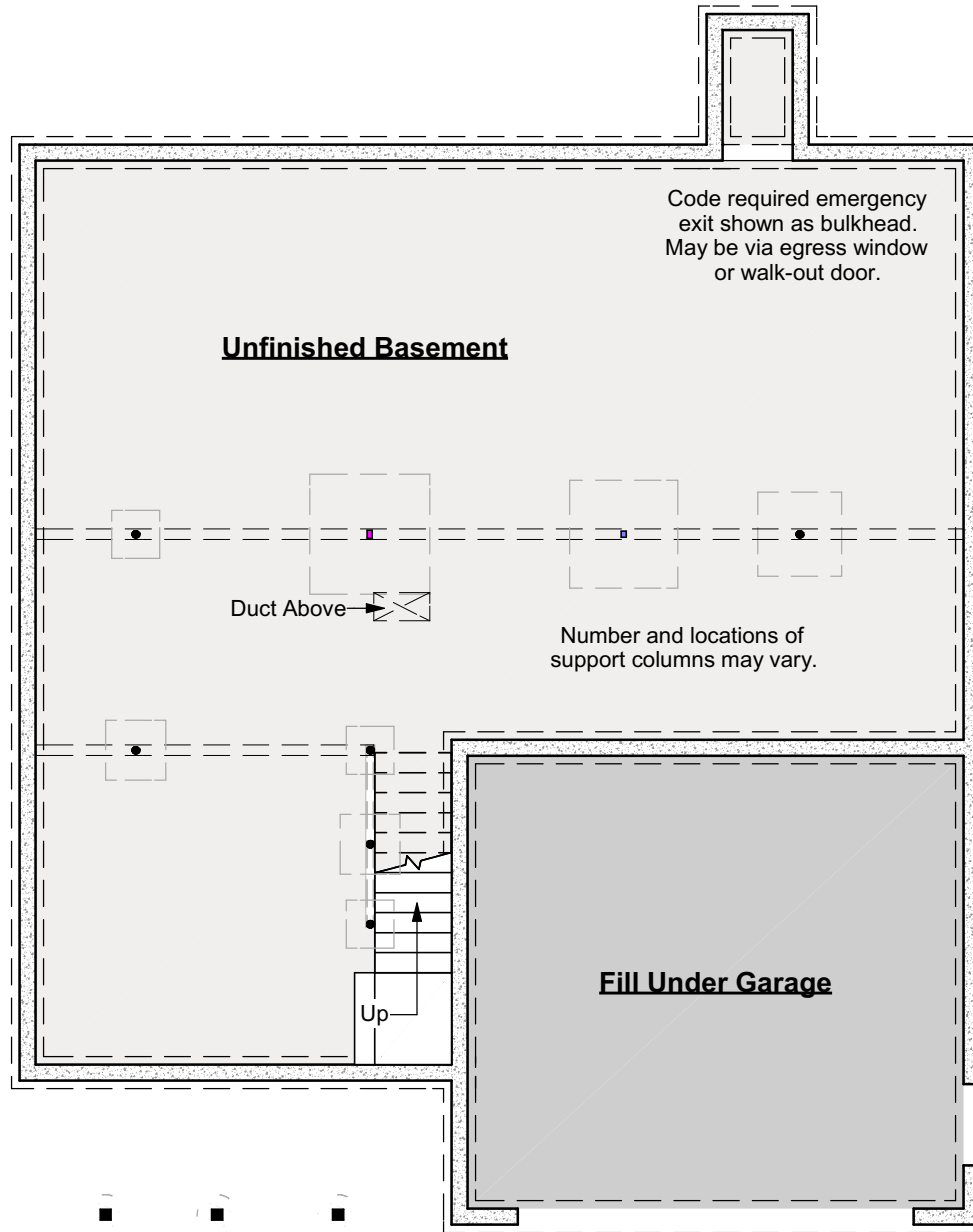 Code required emergency
exit shown as bulkhead.
May be via egress window
or walk-out door.
Unfinished Basement
Duct Above
Number and locations of
support columns may vary.
Fill Under Garage
Up